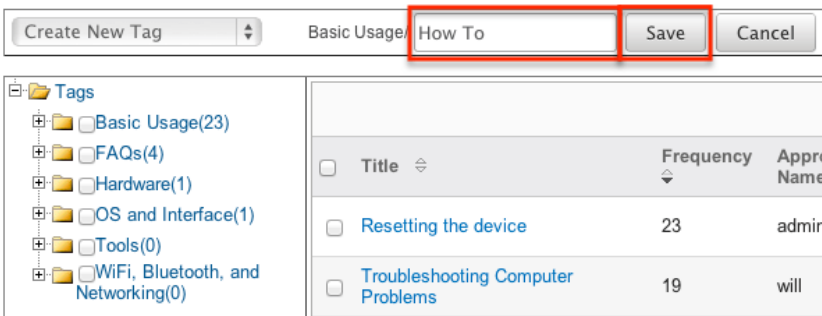 Create New Tag
Basic Usage/ How To
Save
Cancel
Tags
Basic Usage(23)
FAQs(4)
Hardware(1)
OS and Interface(1)
Tools(0)
WiFi, Bluetooth, and
Networking(0)
Title
Frequency
Appro
Name
Resetting the device
23
admin
Troubleshooting Computer
Problems
19
will